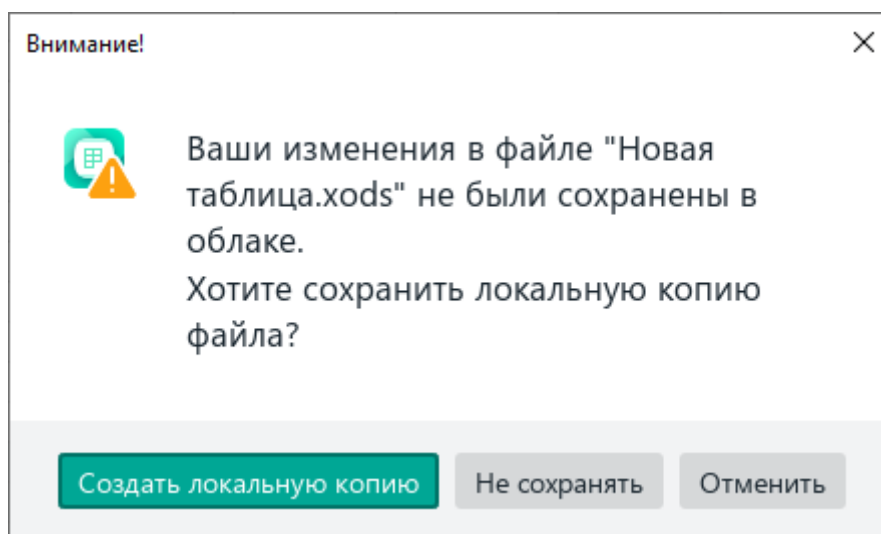 Внимание!
Ваши изменения в файле "Новая
таблица.xods" не были сохранены в
облаке.
Хотите сохранить локальную копию
файла?
Создать локальную копию Не сохранять Отменить